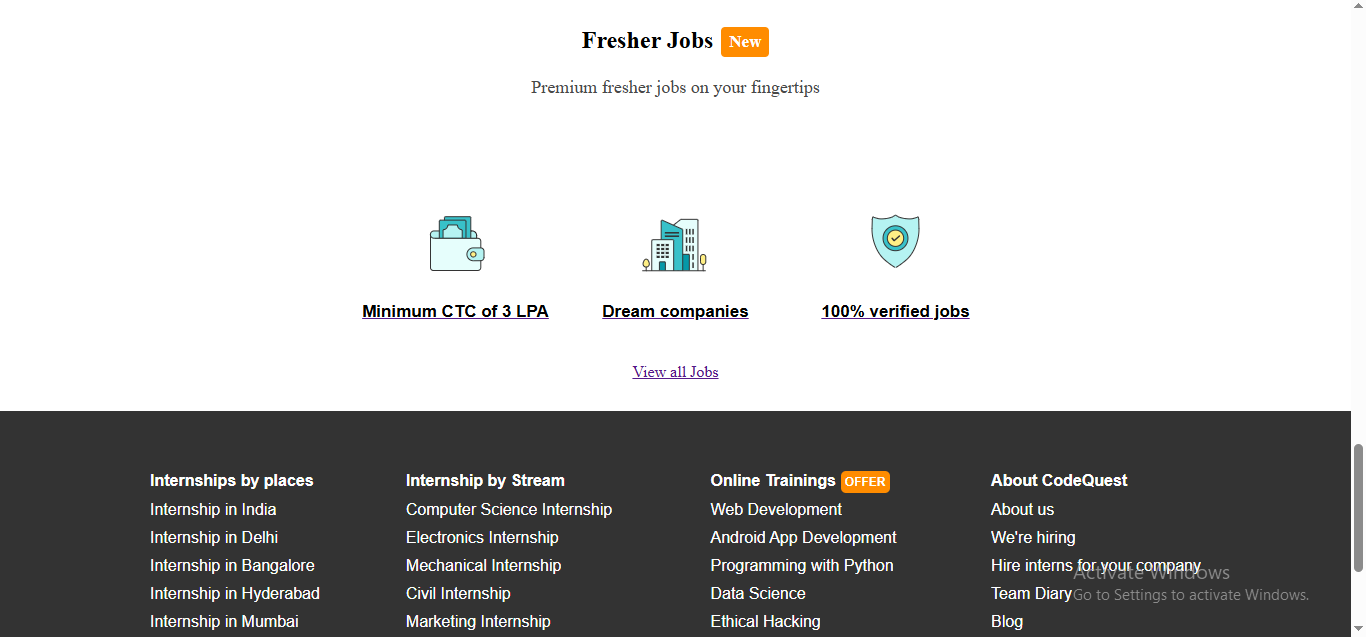 Fresher Jobs New
Premium fresher jobs on your fingertips
Minimum CTC of 3 LPA
Dream companies
100% verified jobs
View all Jobs
Internships by places
Internship in India
Internship in Delhi
Internship in Bangalore
Internship in Hyderabad
Internship in Mumbai
Internship by Stream
Computer Science Internship
Electronics Internship
Mechanical Internship
Civil Internship
Marketing Internship
Online Trainings OFFER
Web Development
Android App Development
Programming with Python
Data Science
Ethical Hacking
About CodeQuest
About us
We're hiring
Hire interns for your company
Team Diary
Blog
Activate Windows
Go to Settings to activate Windows.